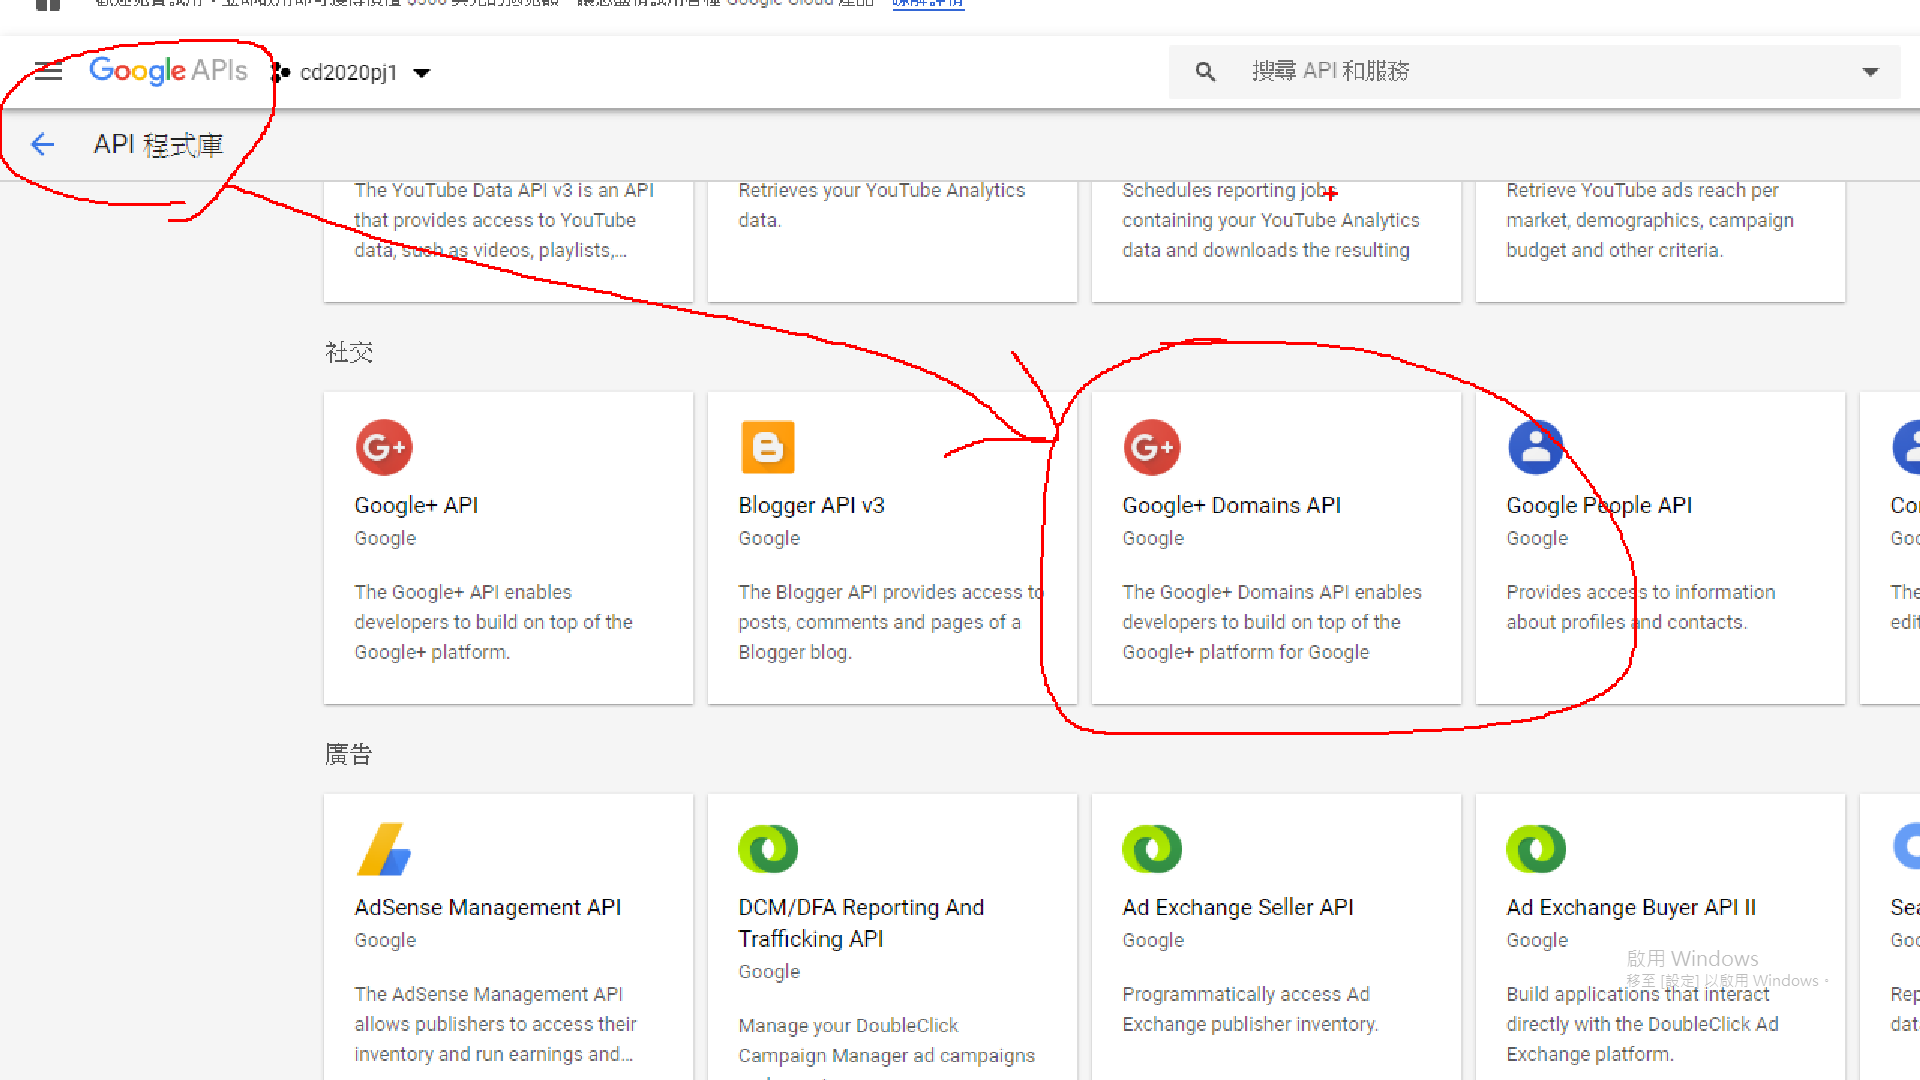 Google APIs
cd2020pj1
搜尋 API 和服務
API 程式庫
The YouTube Data API v3 is an API
that provides access to YouTube
data, such as videos, playlists,...
Retrieves your YouTube Analytics
data.
Schedules reporting jobs
containing your YouTube Analytics
data and downloads the resulting
Retrieve YouTube ads reach per
market, demographics, campaign
budget and other criteria.
社交
G+
Google+ API
Google
The Google+ API enables
developers to build on top of the
Google+ platform.
Blogger API v3
Google
The Blogger API provides access to
posts, comments and pages of a
Blogger blog.
G+
Google+ Domains API
Google
The Google+ Domains API enables
developers to build on top of the
Google+ platform for Google
Google People API
Google
Provides access to information
about profiles and contacts.
廣告
AdSense Management API
Google
The AdSense Management API
allows publishers to access their
inventory and run earnings and...
DCM/DFA Reporting And
Trafficking API
Google
Manage your DoubleClick
Campaign Manager ad campaigns
Ad Exchange Seller API
Google
Programmatically access Ad
Exchange publisher inventory.
Ad Exchange Buyer API II
Google
Build applications that interact
directly with the DoubleClick Ad
Exchange platform.
啟用 Windows
移至 [設定] 以啟用 Windows。